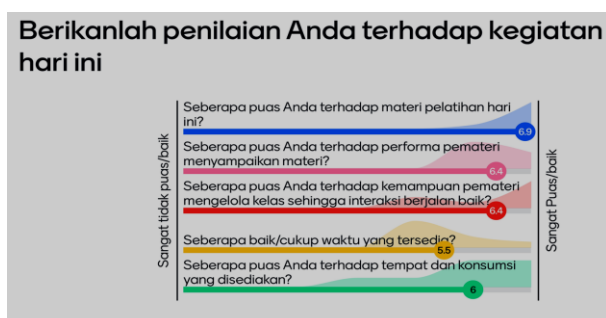 Berikanlah penilaian Anda terhadap kegiatan
hari ini
Sangat tidak puas/baik
Seberapa puas Anda terhadap materi pelatihan hari
ini?
6.9
Seberapa puas Anda terhadap performa pemateri
menyampaikan materi?
6.4
Seberapa puas Anda terhadap kemampuan pemateri
mengelola kelas sehingga interaksi berjalan baik?
6.4
Seberapa baik/cukup waktu yang tersedia?
5.5
Seberapa puas Anda terhadap tempat dan konsumsi
yang disediakan?
6
Sangat Puas/baik